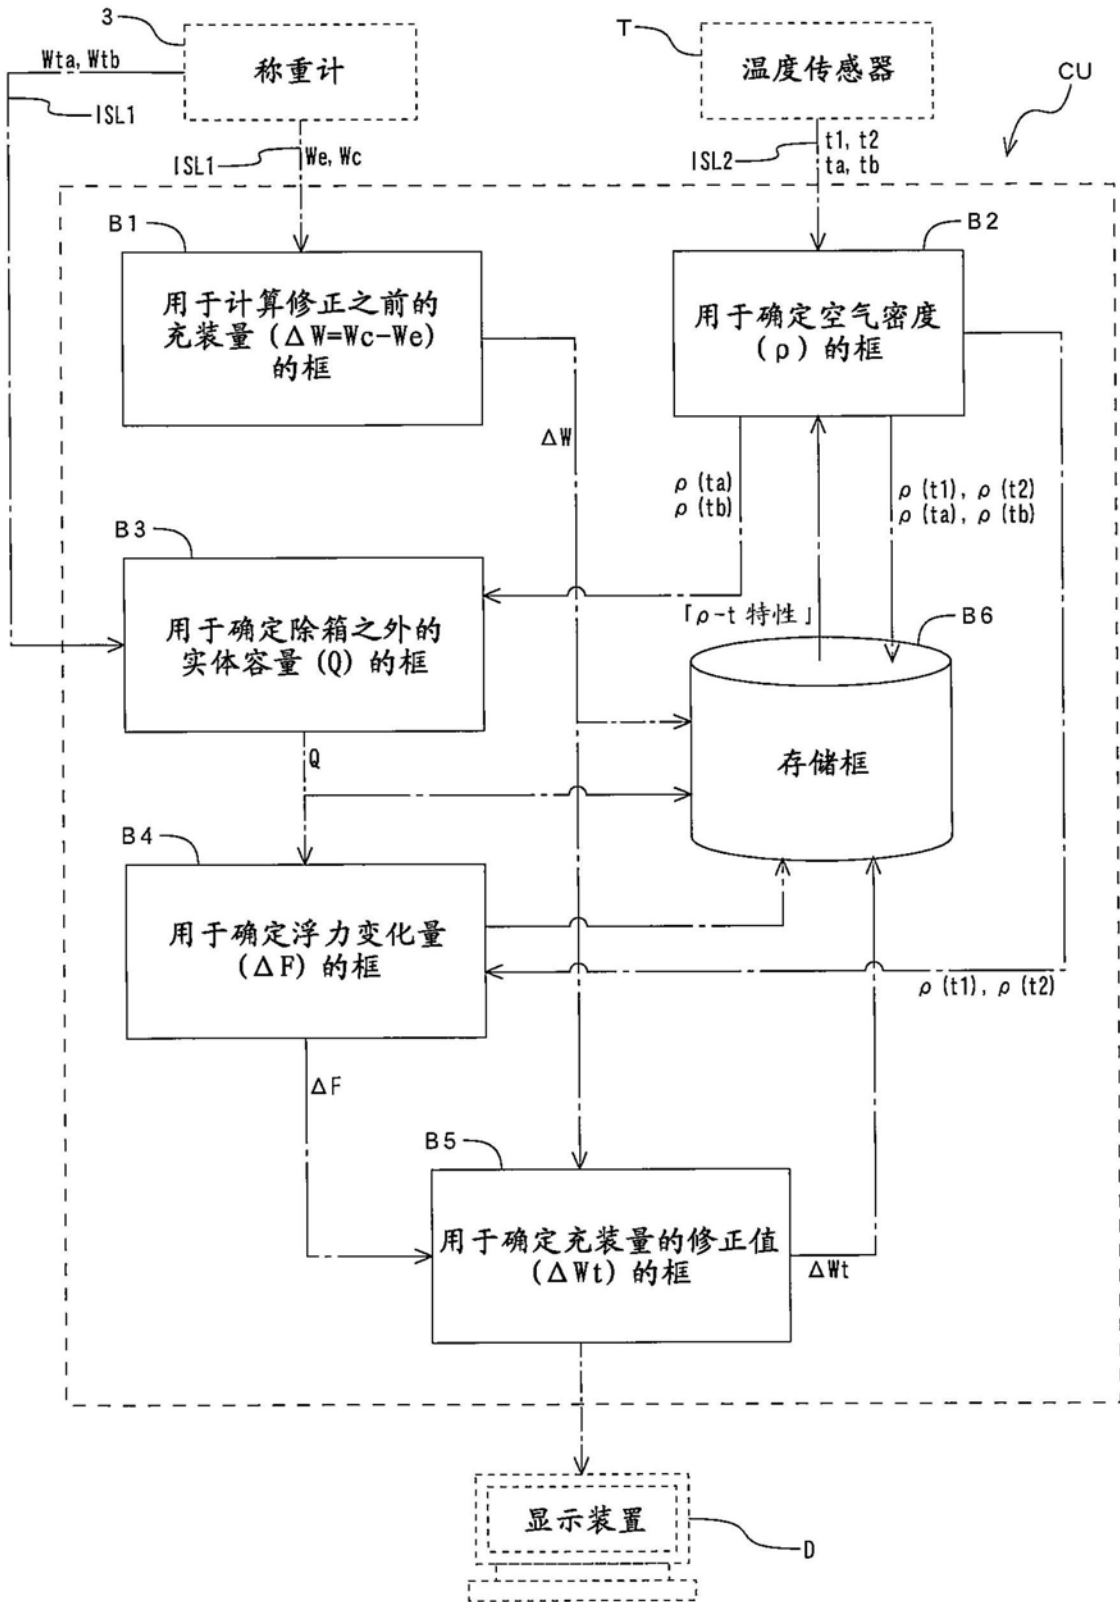 3
称重计
Wta, Wtb
ISL1
ISL1
We, Wc
T
温度传感器
ISL2
t1, t2
ta, tb
CU
B1
用于计算修正之前的
充装量 (ΔW=Wc-We)
的框
B2
用于确定空气密度
(ρ) 的框
ΔW
ρ (ta)
ρ (tb)
ρ (t1), ρ (t2)
ρ (ta), ρ (tb)
B3
用于确定除箱之外的
实体容量 (Q) 的框
「ρ-t 特性」
B6
存储框
Q
B4
用于确定浮力变化量
(ΔF) 的框
ρ (t1), ρ (t2)
ΔF
B5
用于确定充装量的修正值
(ΔWt) 的框
ΔWt
显示装置
D